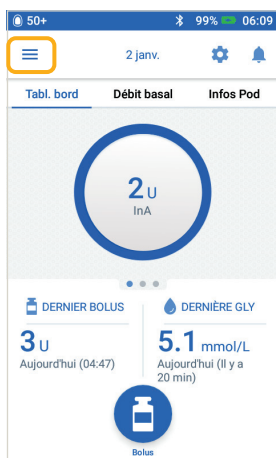 50+ 99% 06:09
2 janv.
Tabl. bord Débit basal Infos Pod
2 U
InA
DERNIER BOLUS DERNIÈRE GLY
3 U 5.1 mmol/L
Aujourd'hui (04:47) Aujourd'hui (Il y a
20 min)
Bolus